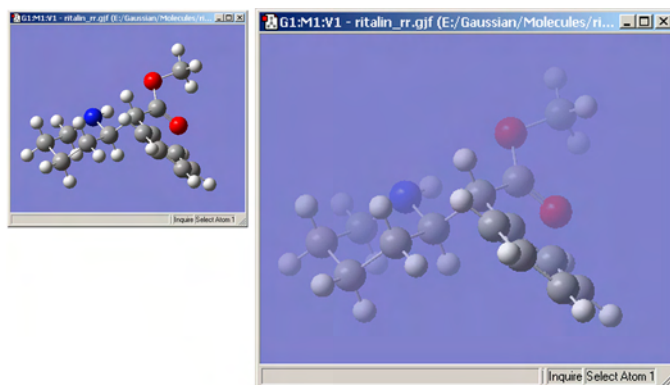 G1:M1:V1 - ritalin_rr.gjf (E:/Gaussian/Molecules/ri...
Inquire Select Atom 1
G1:M1:V1 - ritalin_rr.gjf (E:/Gaussian/Molecules/ri...
Inquire Select Atom 1